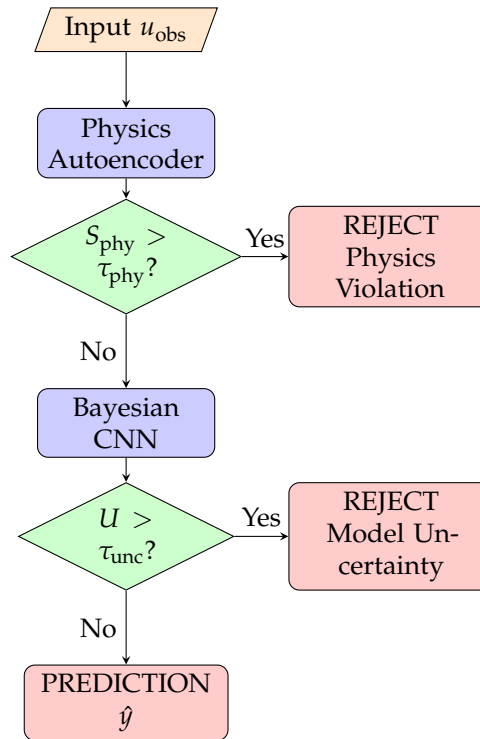 Input u_obs
Physics
Autoencoder
S_phy >
τ_phy?
Yes
REJECT
Physics
Violation
No
Bayesian
CNN
U >
τ_unc?
Yes
REJECT
Model Un-
certainty
No
PREDICTION
ŷ